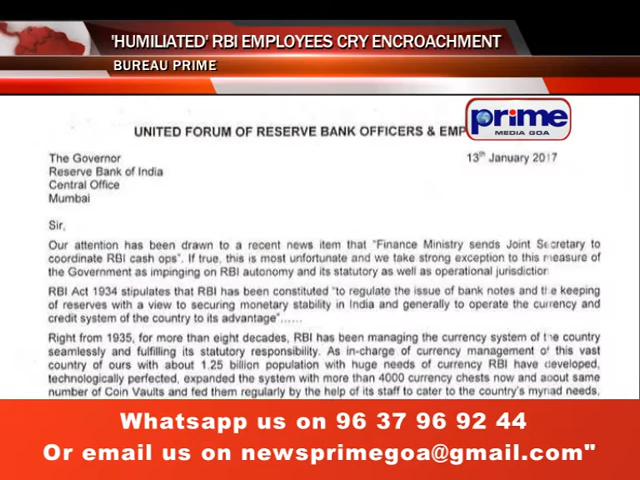 'HUMILIATED' RBI EMPLOYEES CRY ENCROACHMENT
BUREAU PRIME
prime
MEDIA GOA
UNITED FORUM OF RESERVE BANK OFFICERS & EMP
The Governor
13th January 2017
Reserve Bank of India
Central Office
Mumbai
Sir,
Our attention has been drawn to a recent news item that "Finance Ministry sends Joint Secretary to
coordinate RBI cash ops". If true, this is most unfortunate and we take strong exception to this measure of
the Government as impinging on RBI autonomy and its statutory as well as operational jurisdiction
RBI Act 1934 stipulates that RBI has been constituted "to regulate the issue of bank notes and the keeping
of reserves with a view to securing monetary stability in India and generally to operate the currency and
credit system of the country to its advantage"......
Right from 1935, for more than eight decades, RBI has been managing the currency system of the country
seamlessly and fulfilling its statutory responsibility. As in-charge of currency management of this vast
country of ours with about 1.25 billion population with huge needs of currency RBI have developed,
technologically perfected, expanded the system with more than 4000 currency chests now and about same
number of Coin Vaults and fed them regularly by the help of its staff to cater to the country's myriad needs,
Whatsapp us on 96 37 96 92 44
Or email us on newsprimegoa@gmail.com"